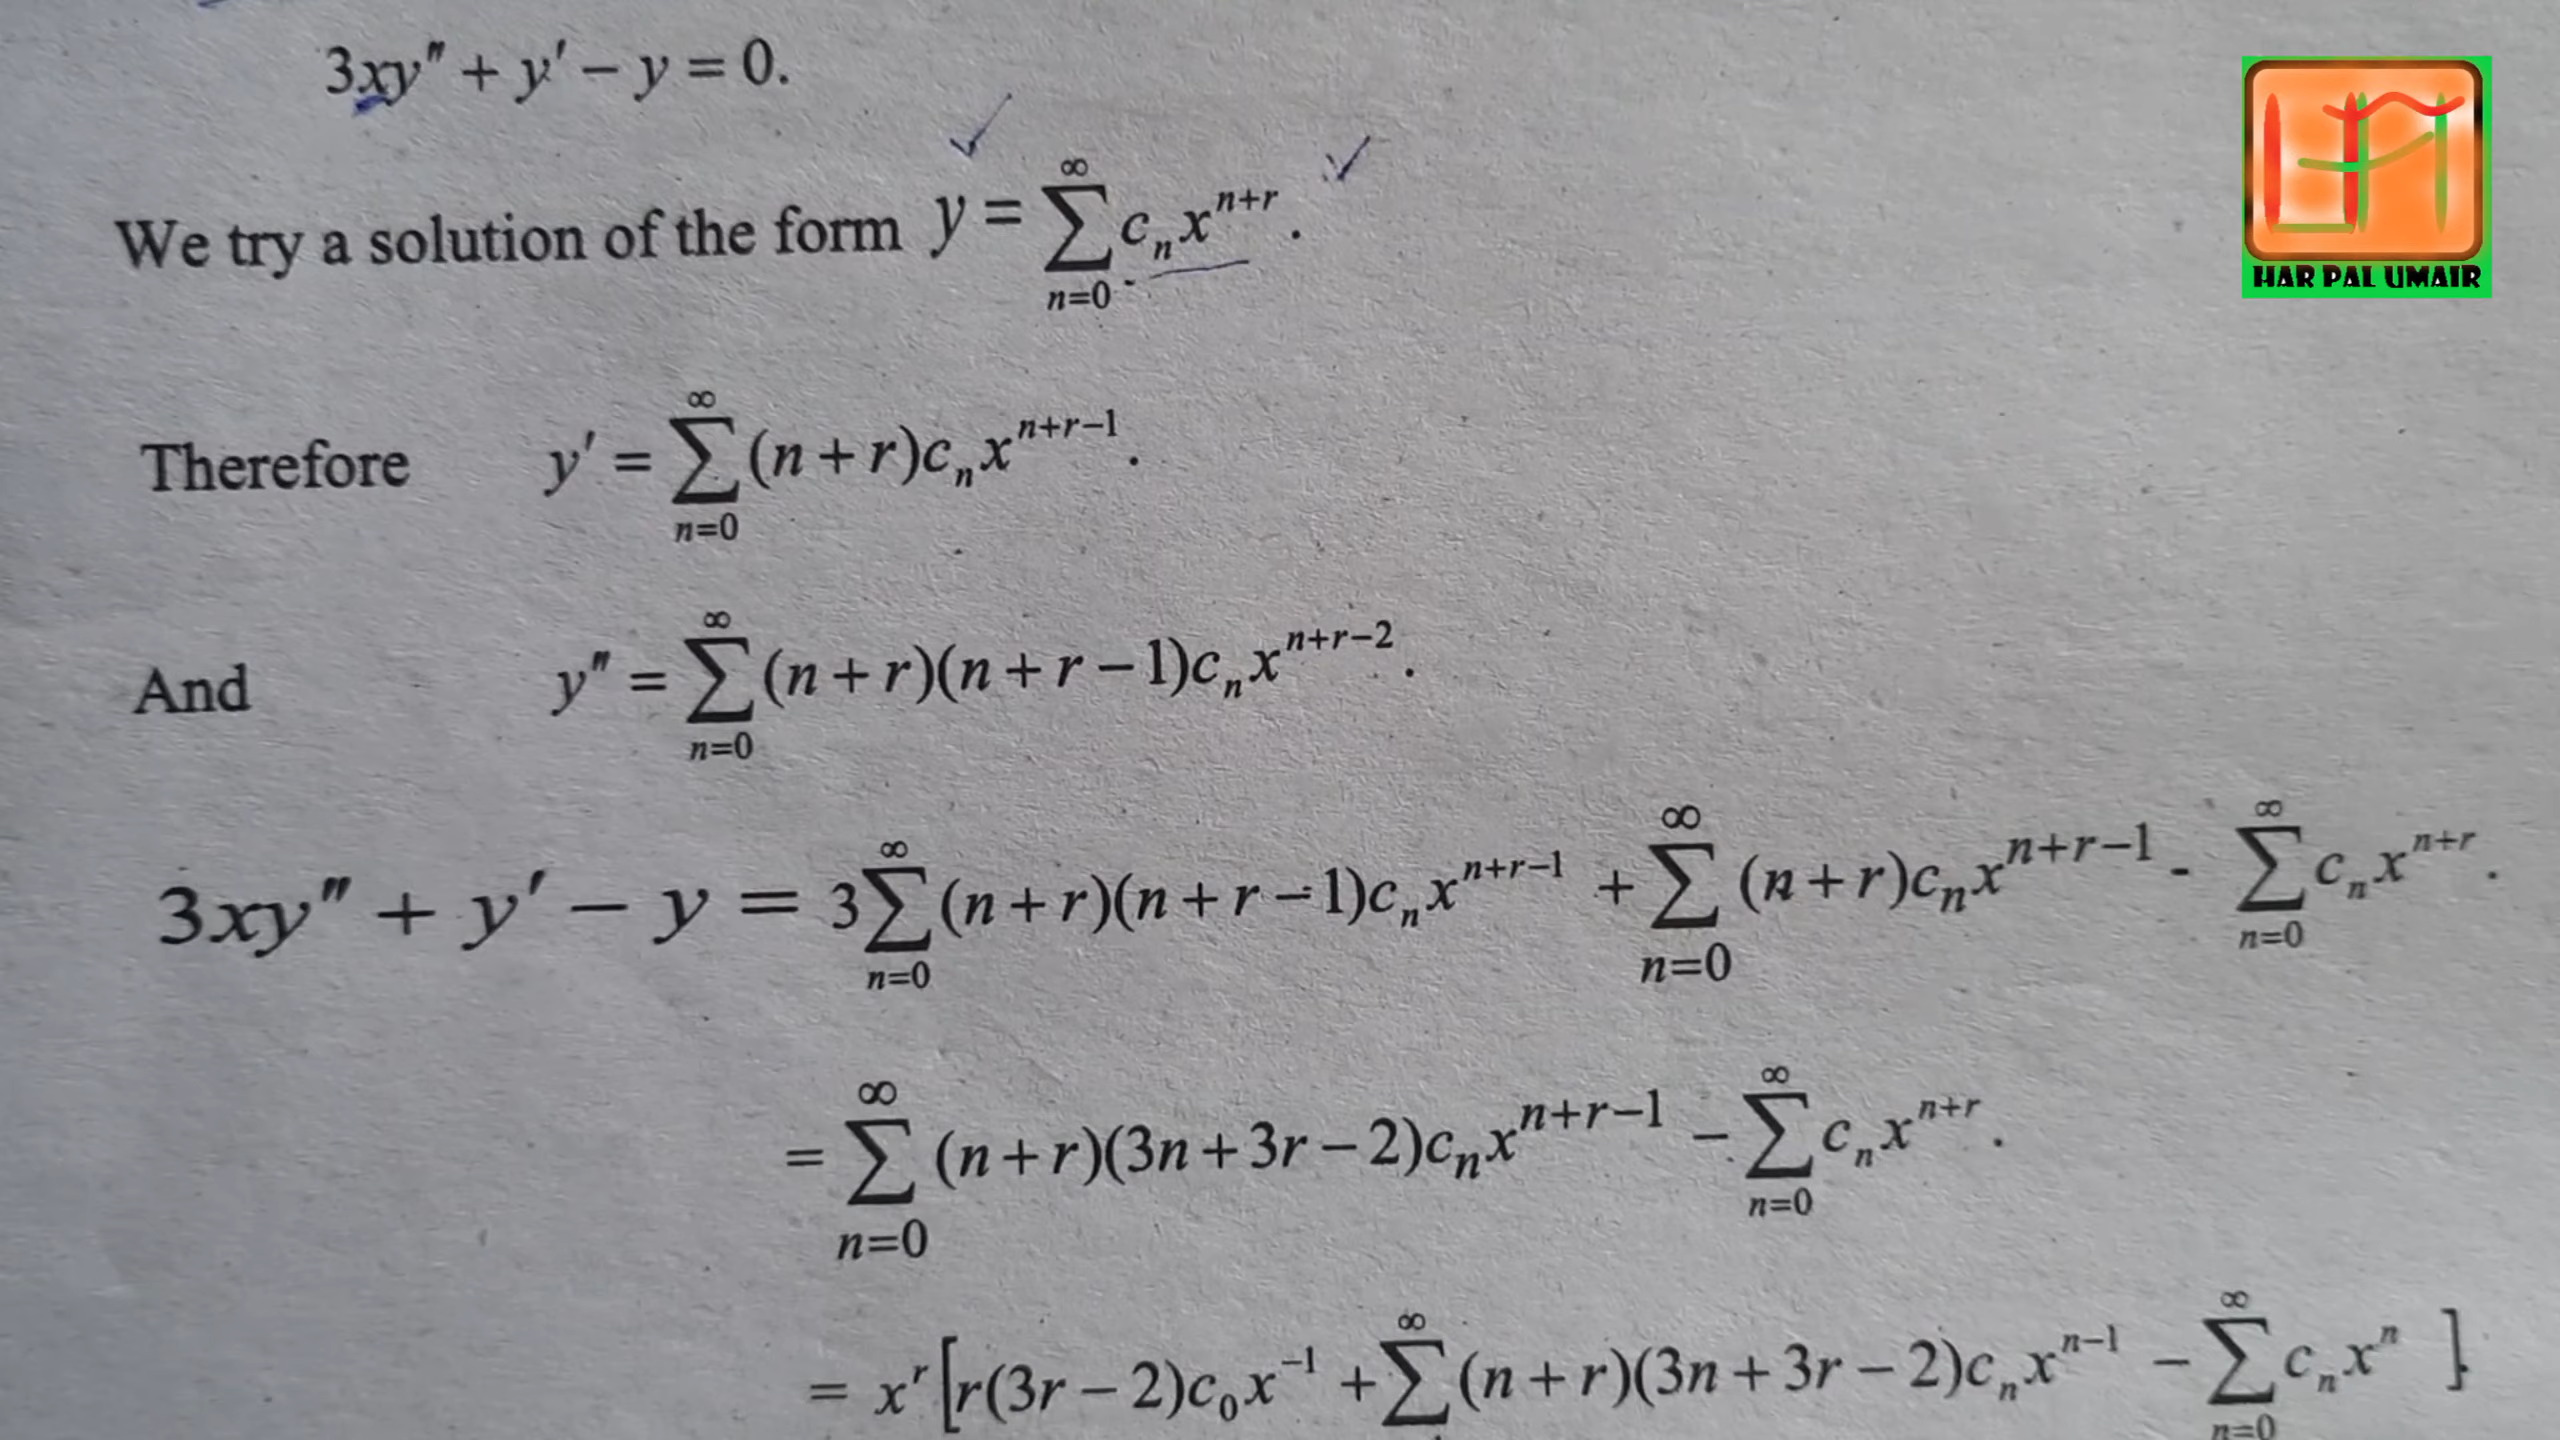 3xy″ + y′ − y = 0.
HAR PAL UMAIR
We try a solution of the form y = ∑_{n=0}^{∞} c_n x^{n+r}.
Therefore y′ = ∑_{n=0}^{∞} (n + r)c_n x^{n+r−1}.
And y″ = ∑_{n=0}^{∞} (n + r)(n + r − 1)c_n x^{n+r−2}.
3xy″ + y′ − y = 3∑_{n=0}^{∞} (n + r)(n + r − 1)c_n x^{n+r−1} + ∑_{n=0}^{∞} (n + r)c_n x^{n+r−1} - ∑_{n=0}^{∞} c_n x^{n+r}.
= ∑_{n=0}^{∞} (n + r)(3n + 3r − 2)c_n x^{n+r−1} − ∑_{n=0}^{∞} c_n x^{n+r}.
= x^r [r(3r − 2)c_0 x^{−1} + ∑^{∞} (n + r)(3n + 3r − 2)c_n x^{n−1} − ∑_{n=0}^{∞} c_n x^n ]